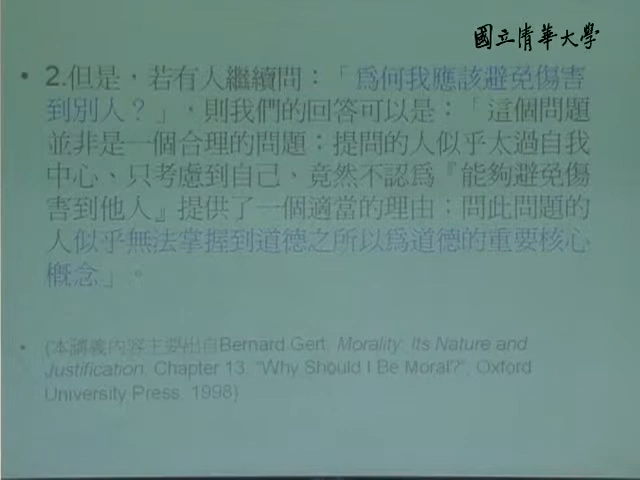 國立清華大學
• 2.但是，若有人繼續問：「為何我應該避免傷害
到別人？」，則我們的回答可以是：「這個問題
並非是一個合理的問題：提問的人似乎太過自我
中心、只考慮到自己、竟然不認為『能夠避免傷
害到他人』提供了一個適當的理由：問此問題的
人似乎無法掌握到道德之所以為道德的重要核心
概念」。
• (本講義內容主要出自Bernard Gert, Morality: Its Nature and
Justification, Chapter 13, "Why Should I Be Moral?", Oxford
University Press, 1998)